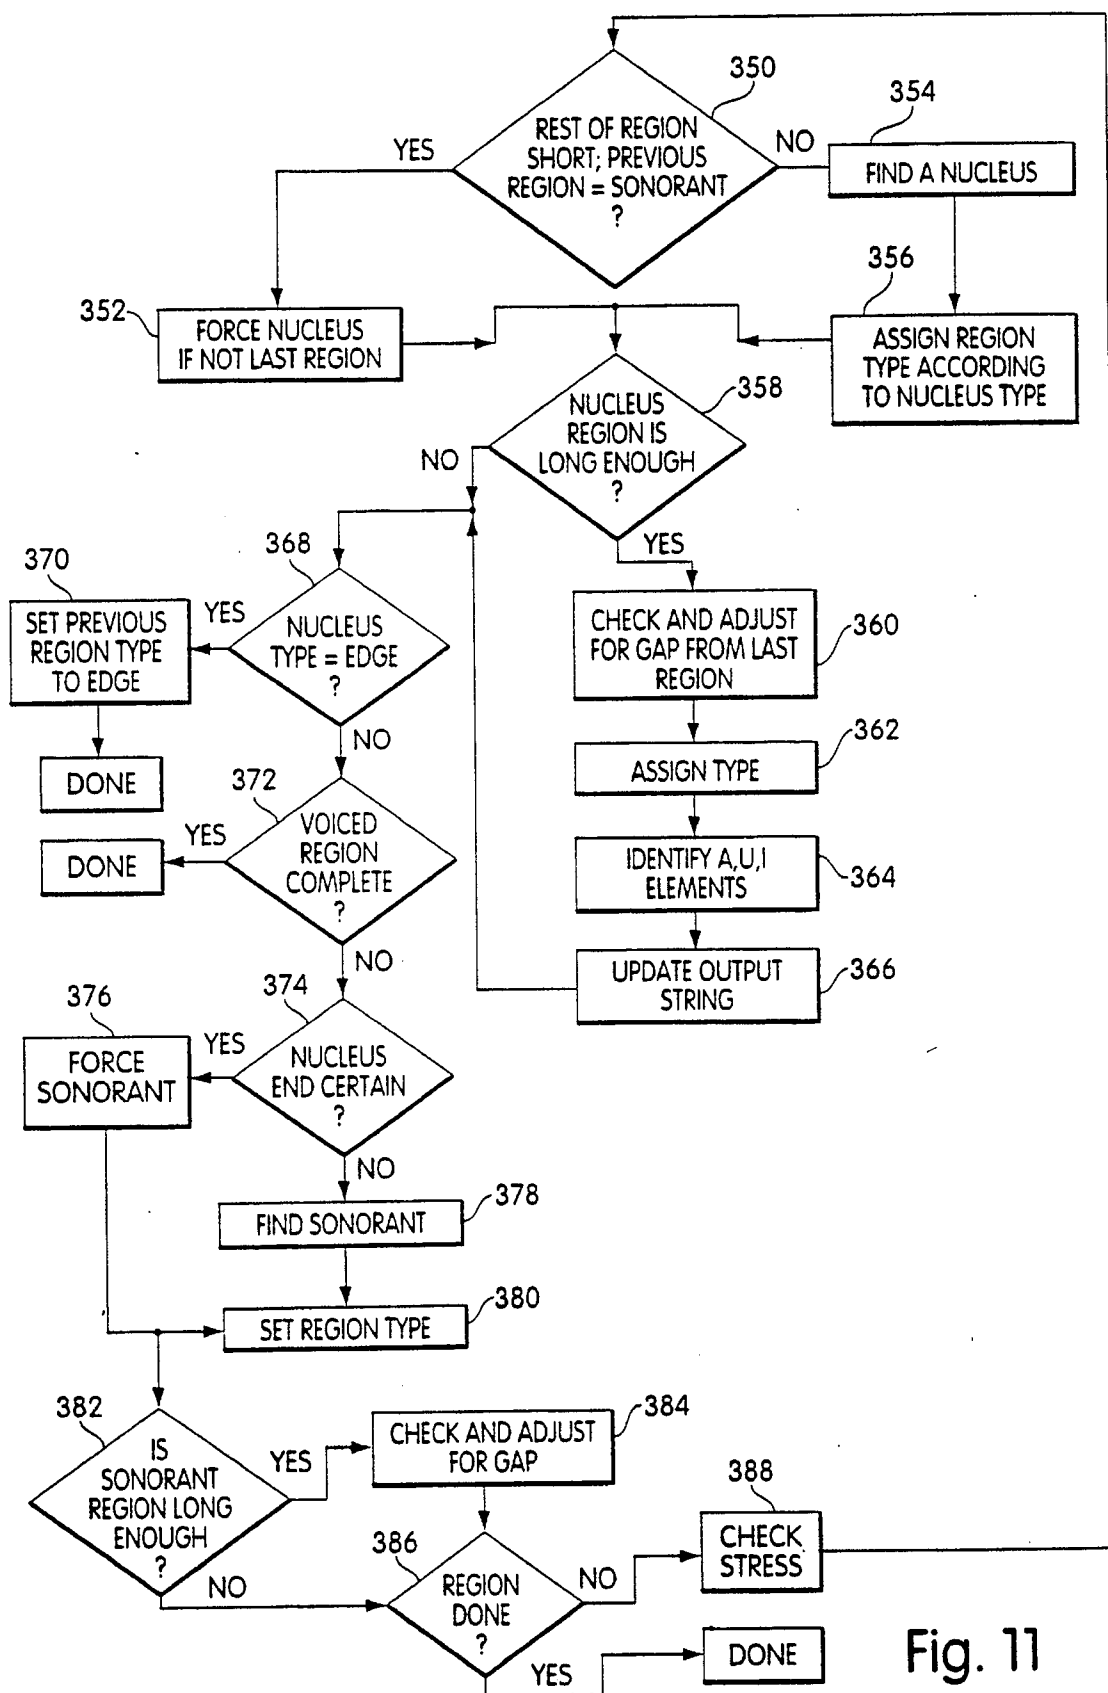 350
REST OF REGION
SHORT; PREVIOUS
REGION = SONORANT
?
YES
NO
354
FIND A NUCLEUS
352
FORCE NUCLEUS
IF NOT LAST REGION
356
ASSIGN REGION
TYPE ACCORDING
TO NUCLEUS TYPE
358
NUCLEUS
REGION IS
LONG ENOUGH
?
NO
YES
368
NUCLEUS
TYPE = EDGE
?
YES
NO
370
SET PREVIOUS
REGION TYPE
TO EDGE
DONE
360
CHECK AND ADJUST
FOR GAP FROM LAST
REGION
362
ASSIGN TYPE
364
IDENTIFY A,U,I
ELEMENTS
366
UPDATE OUTPUT
STRING
372
VOICED
REGION
COMPLETE
?
YES
DONE
NO
374
NUCLEUS
END CERTAIN
?
YES
NO
376
FORCE
SONORANT
378
FIND SONORANT
380
SET REGION TYPE
382
IS
SONORANT
REGION LONG
ENOUGH
?
YES
NO
384
CHECK AND ADJUST
FOR GAP
386
REGION
DONE
?
NO
YES
388
CHECK
STRESS
DONE
Fig. 11